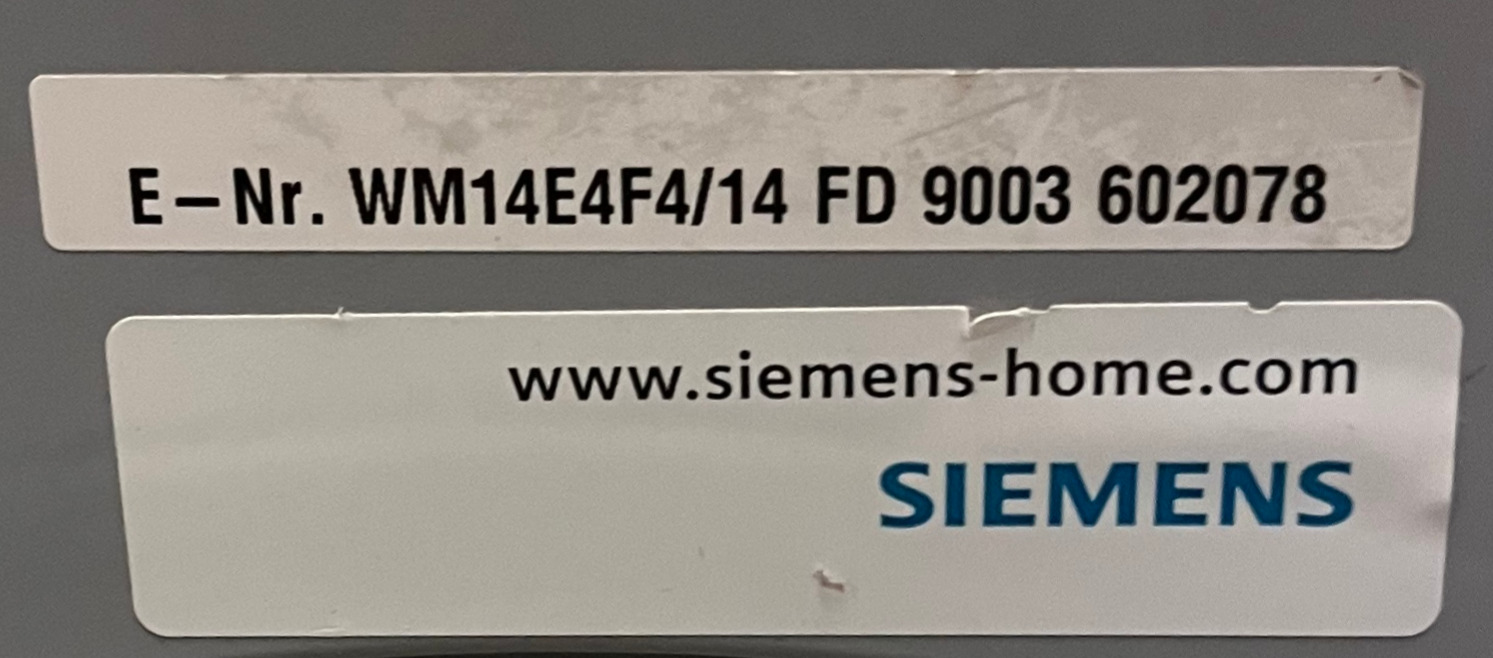 E-Nr. WM14E4F4/14 FD 9003 602078
www.siemens-home.com
SIEMENS